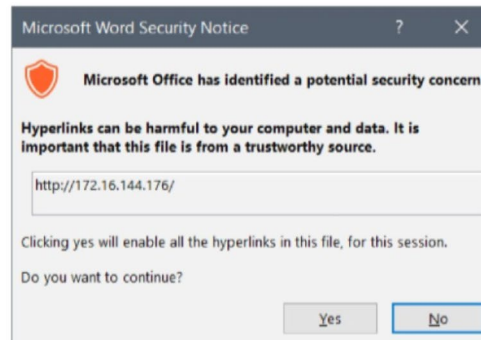 Microsoft Word Security Notice ? ×
Microsoft Office has identified a potential security concern
Hyperlinks can be harmful to your computer and data. It is
important that this file is from a trustworthy source.
http://172.16.144.176/
Clicking yes will enable all the hyperlinks in this file, for this session.
Do you want to continue?
Yes No